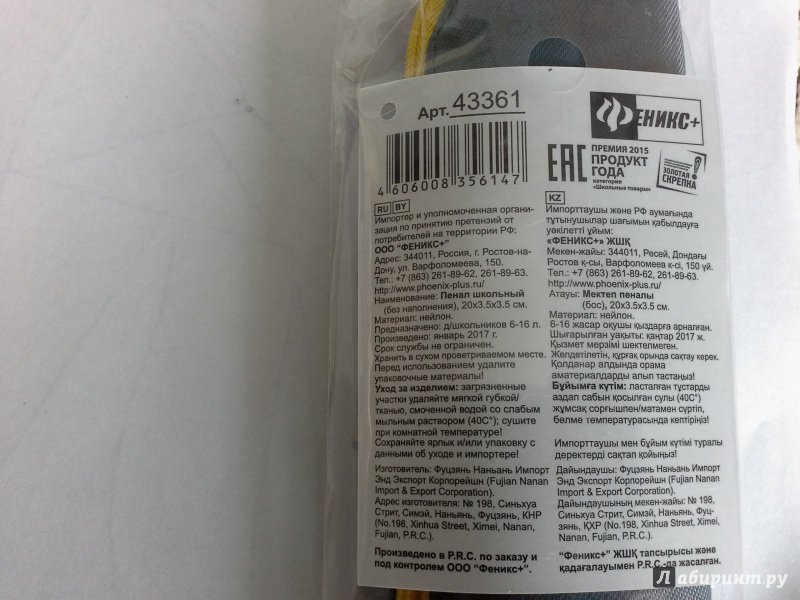 Арт. 43361
4 606008 356147
ФЕНИКС+
EAC
ПРЕМИЯ 2015
ПРОДУКТ
ГОДА
категория
«Школьные товары»
ЗОЛОТАЯ
СКРЕПКА
RU BY
Импортер и уполномоченная органи-
зация по принятию претензий от
потребителей на территории РФ:
ООО "ФЕНИКС+"
Адрес: 344011, Россия, г. Ростов-на-
Дону, ул. Варфоломеева, 150.
Тел.: +7 (863) 261-89-62, 261-89-63.
http://www.phoenix-plus.ru/
Наименование: Пенал школьный
(без наполнения), 20х3.5х3.5 см.
Материал: нейлон.
Предназначено: д/школьников 6-16 л.
Произведено: январь 2017 г.
Срок службы не ограничен.
Хранить в сухом проветриваемом месте.
Перед использованием удалите
упаковочные материалы!
Уход за изделием: загрязненные
участки удаляйте мягкой губкой/
тканью, смоченной водой со слабым
мыльным раствором (40С°); сушите
при комнатной температуре!
Сохраняйте ярлык и/или упаковку с
данными об уходе и импортере!
Изготовитель: Фуцзянь Наньань Импорт
Энд Экспорт Корпорейшн (Fujian Nanan
Import & Export Corporation).
Адрес изготовителя: № 198, Синьхуа
Стрит, Симэй, Наньянь, Фуцзянь, КНР
(No.198, Xinhua Street, Ximei, Nanan,
Fujian, P.R.C.).
Произведено в P.R.C. по заказу и
под контролем ООО "Феникс+".
KZ
Импорттаушы және РФ аумағында
тұтынушылар шағымын қабылдауға
уәкілетті ұйым:
«ФЕНИКС+» ЖШҚ
Мекен-жайы: 344011, Ресей, Дондағы
Ростов қ-сы, Варфоломеев к-сі, 150 үй.
Тел.: +7 (863) 261-89-62, 261-89-63.
http://www.phoenix-plus.ru/
Атауы: Мектеп пеналы
(бос), 20х3.5х3.5 см.
Материал: нейлон.
6-16 жасар оқушы қыздарға арналған.
Шығарылған уақыты: қаңтар 2017 ж.
Қызмет мерзімі шектелмеген.
Желдетілетін, құрғақ орында сақтау керек.
Қолданар алдында орама
аматериалдарды алып тастаңыз!
Бұйымға күтім: ласталған тұстарды
аздап сабын қосылған сулы (40С°)
жұмсақ сорғышпен/матамен сүртіп,
бөлме температурасында кептіріңіз!
Импорттаушы мен бұйым күтімі туралы
деректерді сақтап қойыңыз!
Дайындаушы: Фуцзянь Наньань Импорт
Энд Экспорт Корпорейшн (Fujian Nanan
Import & Export Corporation).
Дайындаушының мекен-жайы: № 198,
Синьхуа Стрит, Симэй, Наньянь, Фуц-
зянь, ҚХР (No.198, Xinhua Street, Ximei,
Nanan, Fujian, P.R.C.).
"Феникс+" ЖШҚ тапсырысы және
қадағалауымен P.R.C.-да жасалған.
Лабиринт.ру